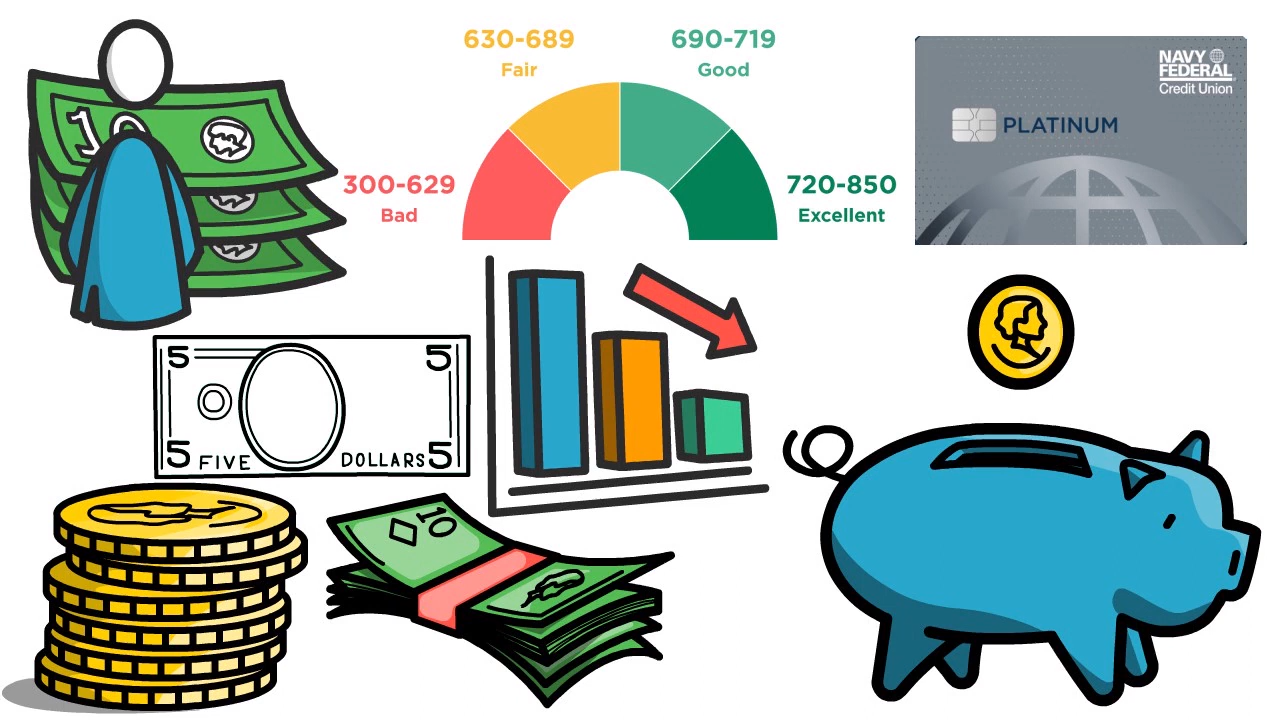 630-689
Fair
690-719
Good
300-629
Bad
720-850
Excellent
NAVY
FEDERAL
Credit Union
PLATINUM
10
5
5
5 FIVE DOLLARS 5
10